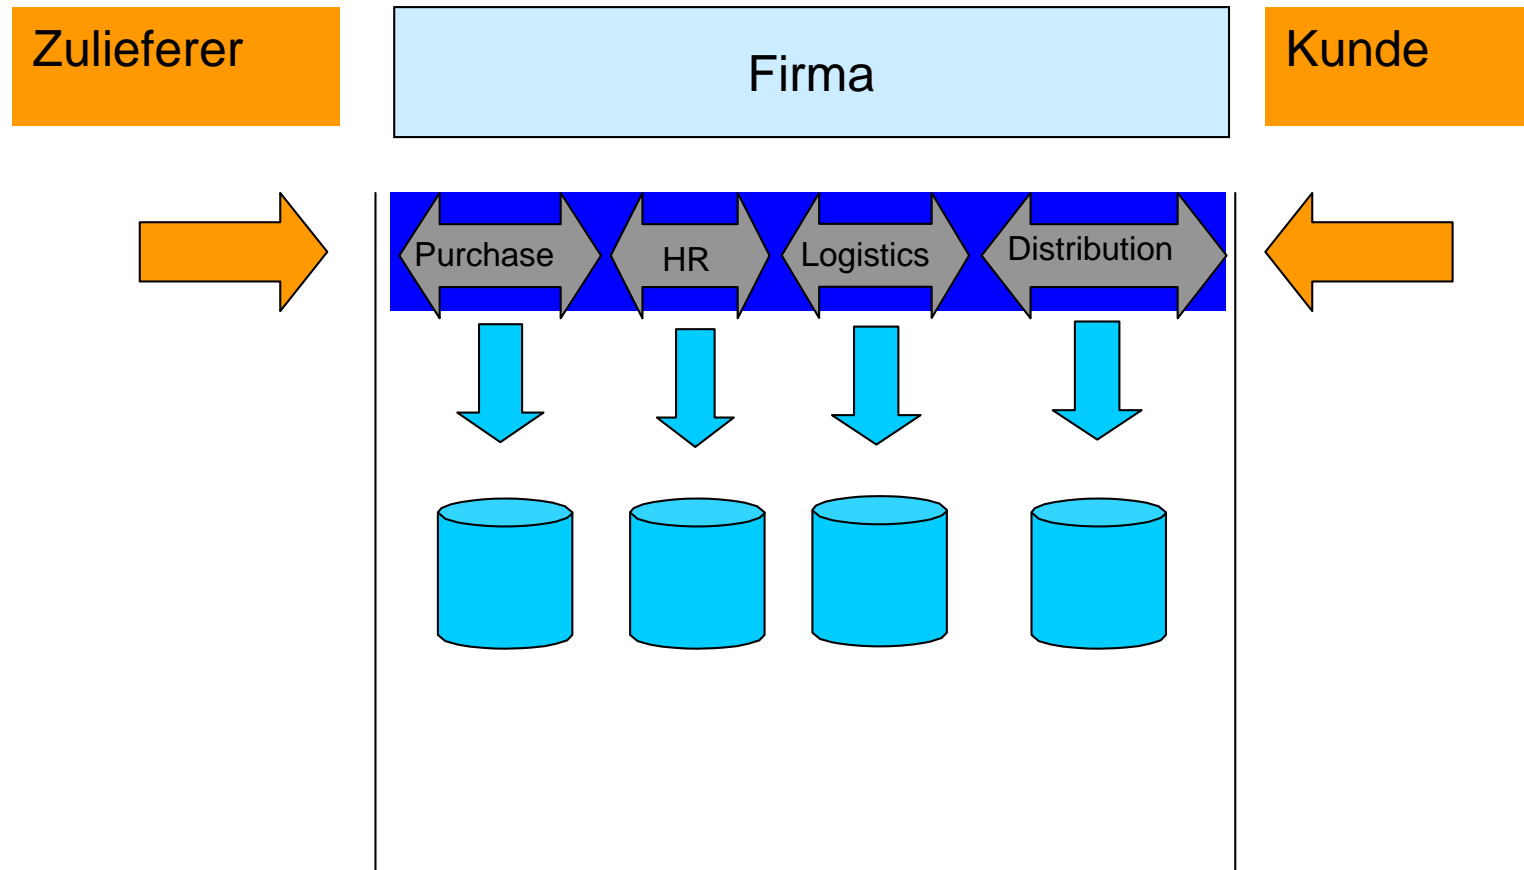 Zulieferer
Firma
Kunde
Purchase
HR
Logistics
Distribution